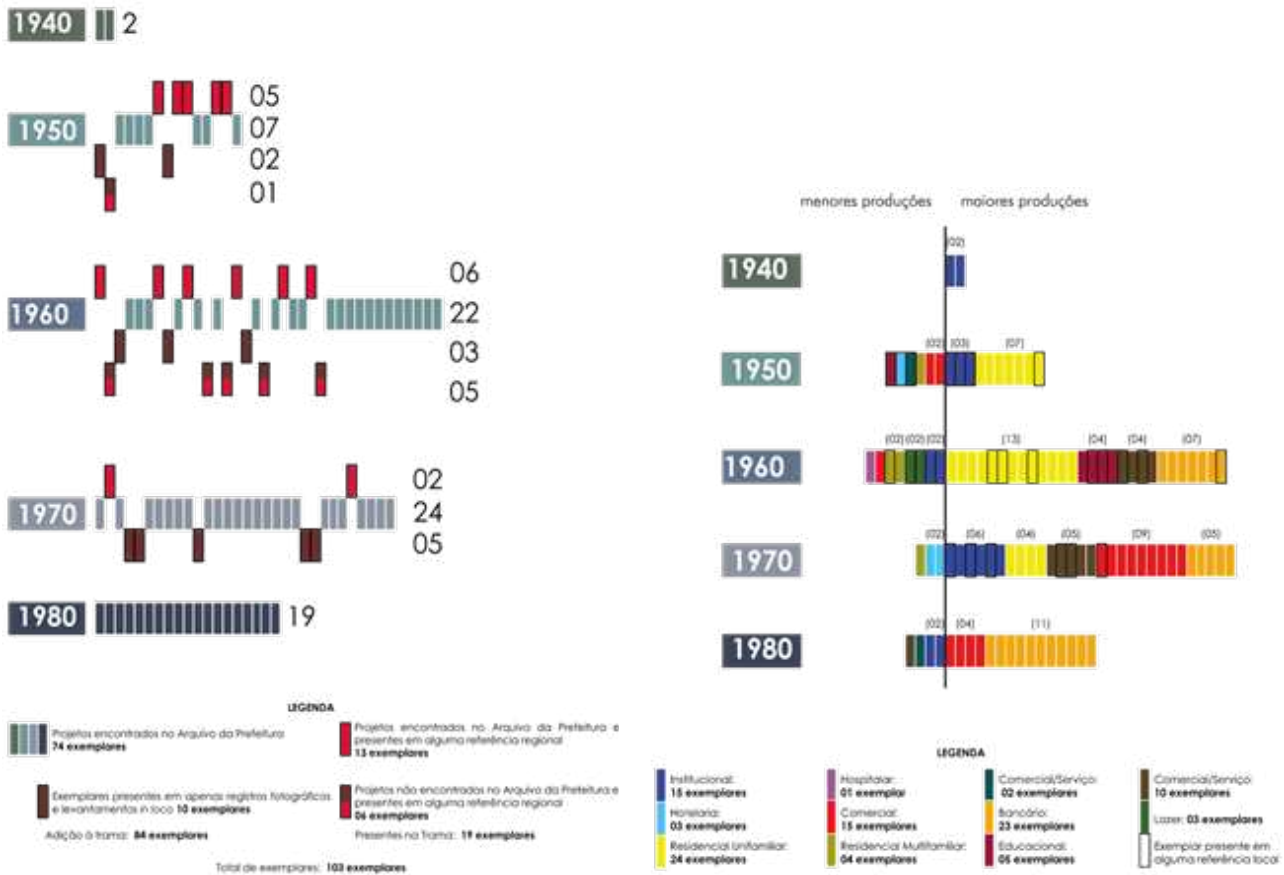 1940
2
05
1950
07
02
01
06
1960
22
03
05
02
1970
24
05
1980
19
LEGENDA
Projetos encontrados no Arquivo da Prefeitura
74 exemplares
Projetos encontrados no Arquivo da Prefeitura e
presentes em alguma referência regional
13 exemplares
Exemplares presentes em apenas registros fotográficos
e levantamentos in loco 10 exemplares
Projetos não encontrados no Arquivo da Prefeitura e
presentes em alguma referência regional
06 exemplares
Adição à trama: 84 exemplares
Presentes na Trama: 19 exemplares
Total de exemplares: 103 exemplares
menores produções
maiores produções
(02)
1940
(02) (03) (07)
1950
(02) (02) (02) (13) (04) (04) (07)
1960
(02) (06) (04) (05) (09) (05)
1970
(02) (04) (11)
1980
LEGENDA
Institucional:
15 exemplares
Hotelaria:
03 exemplares
Residencial Unifamiliar:
24 exemplares
Hospitalar:
01 exemplar
Comercial:
15 exemplares
Residencial Multifamiliar:
04 exemplares
Comercial/Serviço:
02 exemplares
Bancário:
23 exemplares
Educacional:
05 exemplares
Comercial/Serviço:
10 exemplares
Lazer: 03 exemplares
Exemplar presente em
alguma referência local